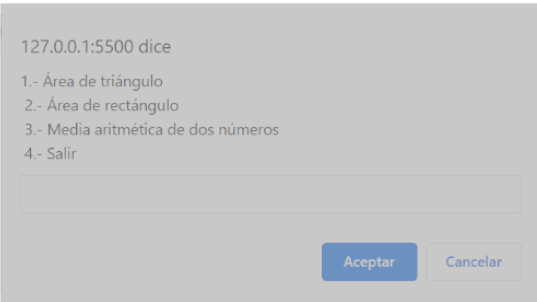 127.0.0.1:5500 dice
1.- Área de triángulo
2.- Área de rectángulo
3.- Media aritmética de dos números
4.- Salir
Aceptar
Cancelar